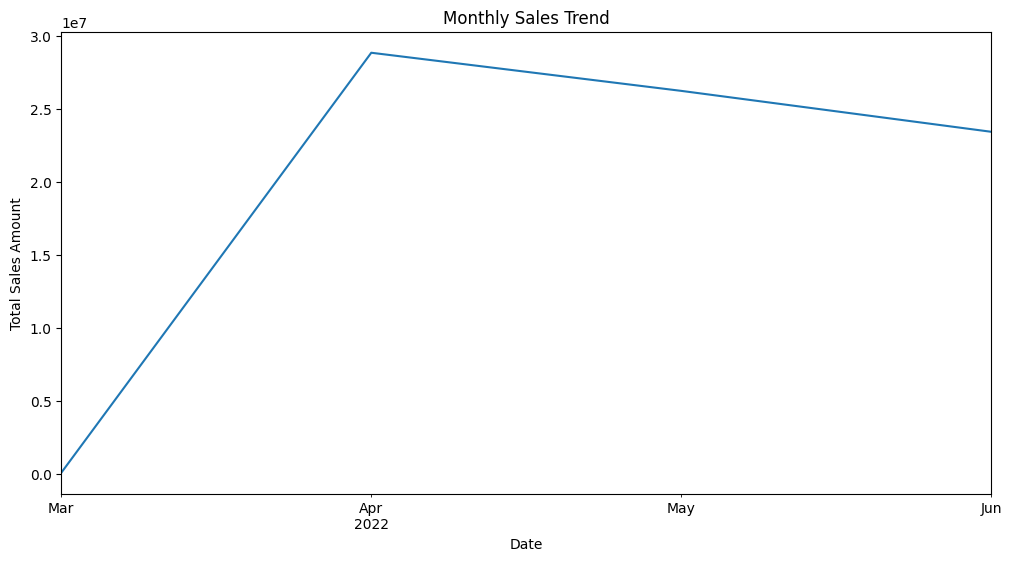 Monthly Sales Trend
1e7
3.0
2.5
2.0
1.5
1.0
0.5
0.0
Total Sales Amount
Mar
Apr
2022
May
Jun
Date